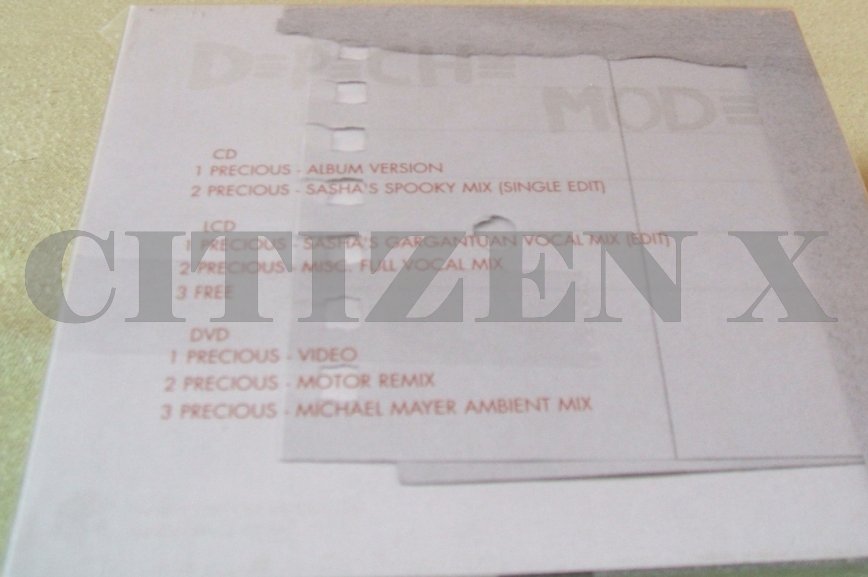 DEPECHE
MODE
CD
1 PRECIOUS - ALBUM VERSION
2 PRECIOUS - SASHA'S SPOOKY MIX (SINGLE EDIT)
LCD
1 PRECIOUS - SASHA'S GARGANTUAN VOCAL MIX (EDIT)
2 PRECIOUS - MISC. FULL VOCAL MIX
3 FREE
CITIZEN X
DVD
1 PRECIOUS - VIDEO
2 PRECIOUS - MOTOR REMIX
3 PRECIOUS - MICHAEL MAYER AMBIENT MIX